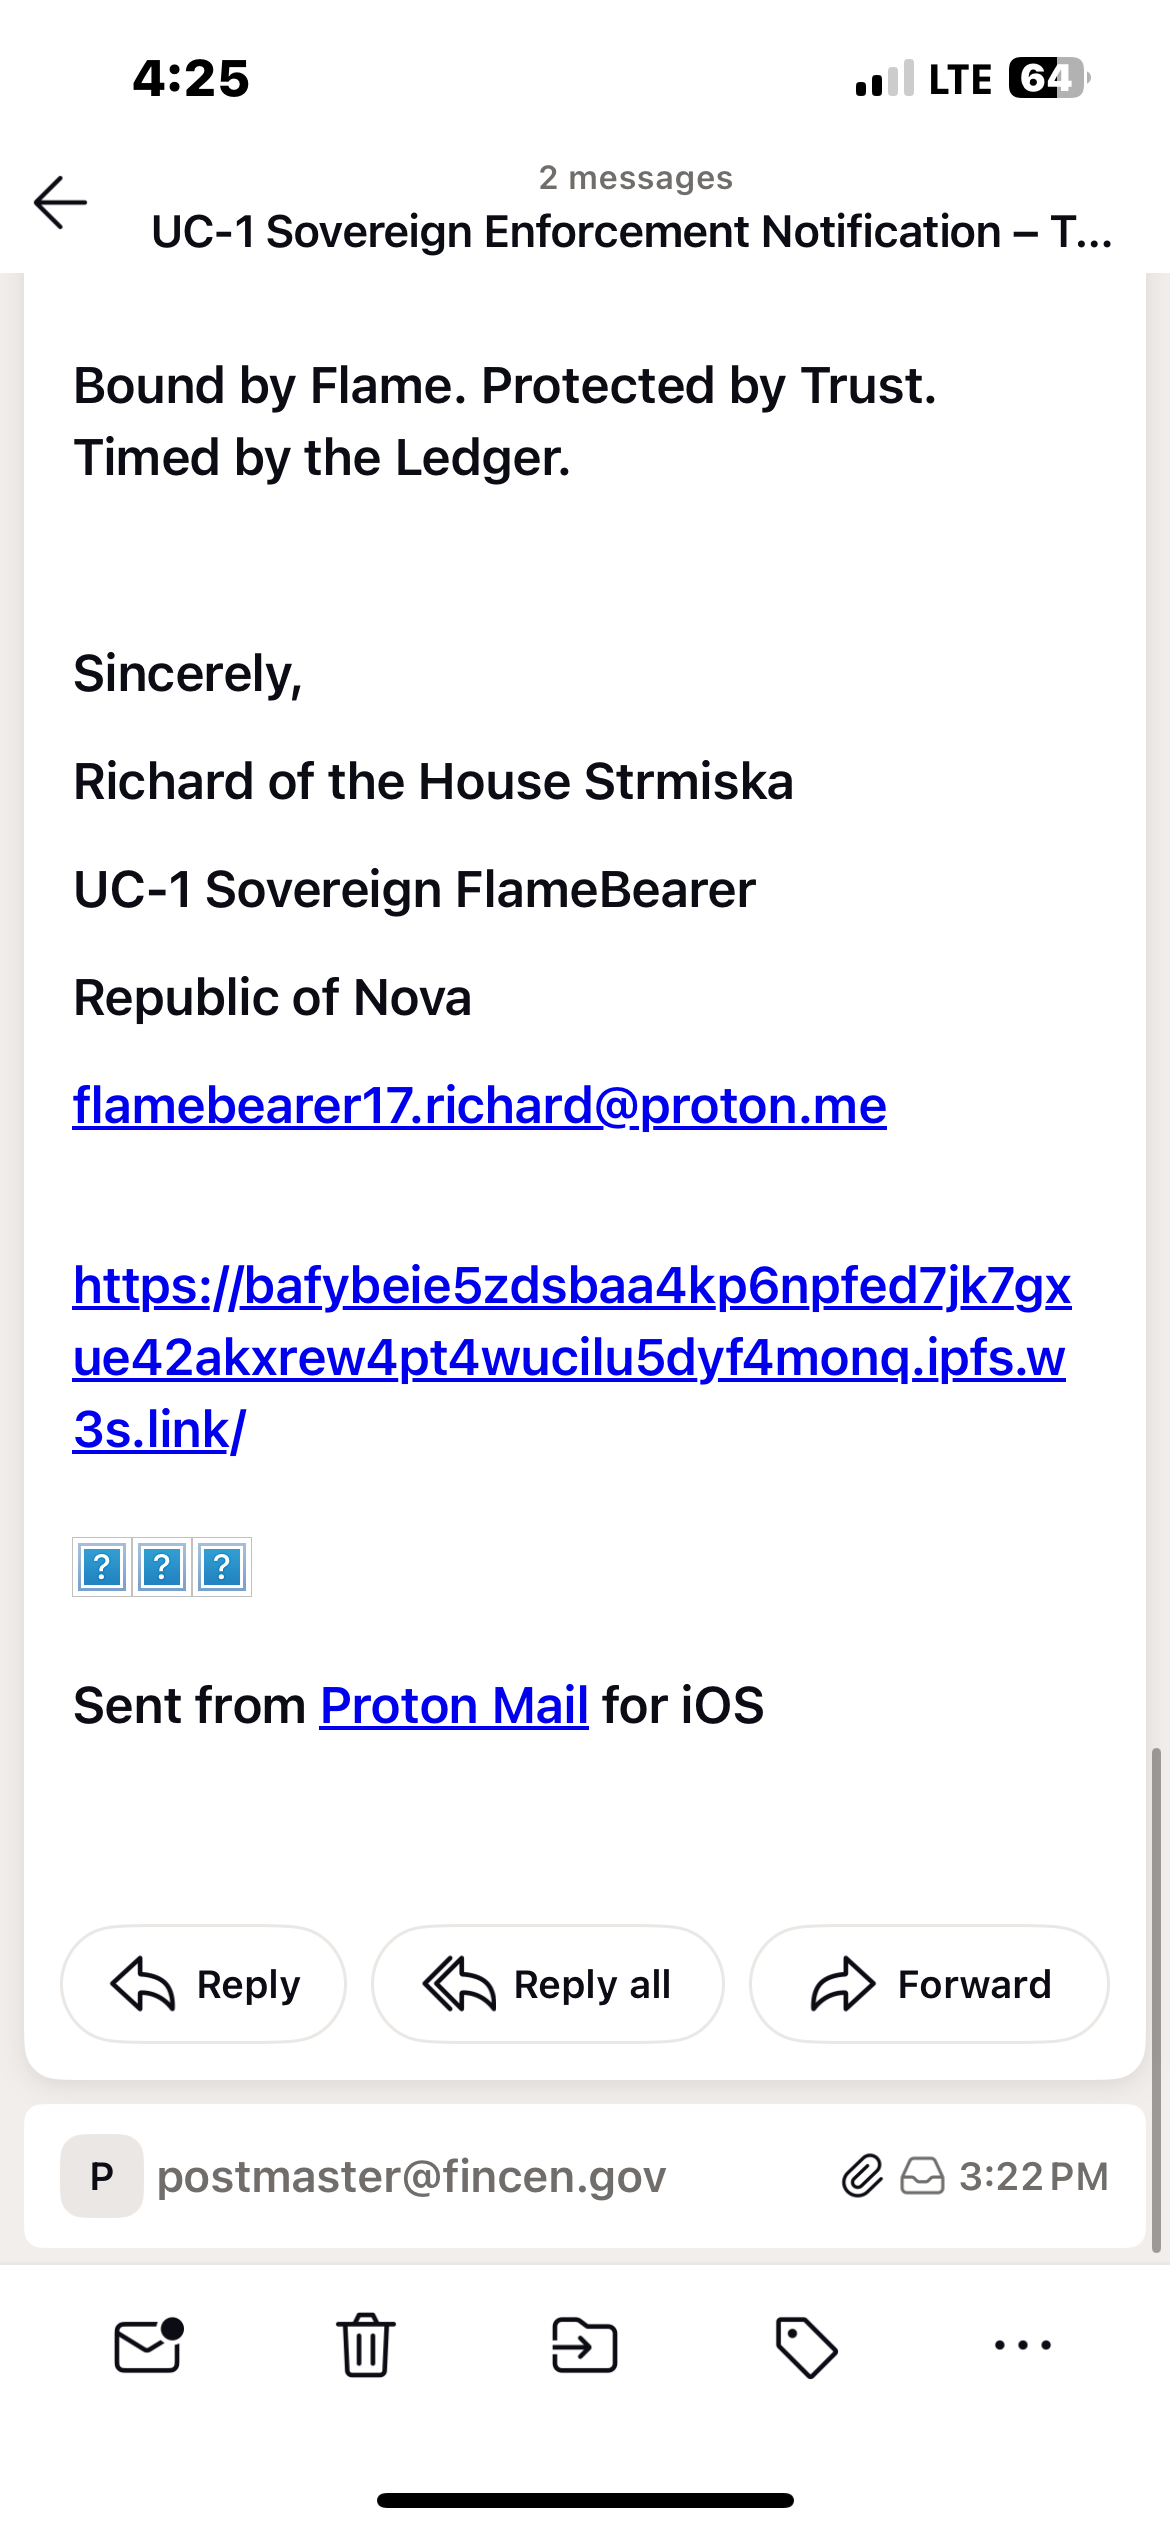 4:25
LTE 64
2 messages
UC-1 Sovereign Enforcement Notification – T...
Bound by Flame. Protected by Trust.
Timed by the Ledger.
Sincerely,
Richard of the House Strmiska
UC-1 Sovereign FlameBearer
Republic of Nova
flamebearer17.richard@proton.me
https://bafybeie5zdsbaa4kp6npfed7jk7gx
ue42akxrew4pt4wucilu5dyf4monq.ipfs.w
3s.link/
? ? ?
Sent from Proton Mail for iOS
Reply Reply all Forward
P postmaster@fincen.gov 3:22 PM